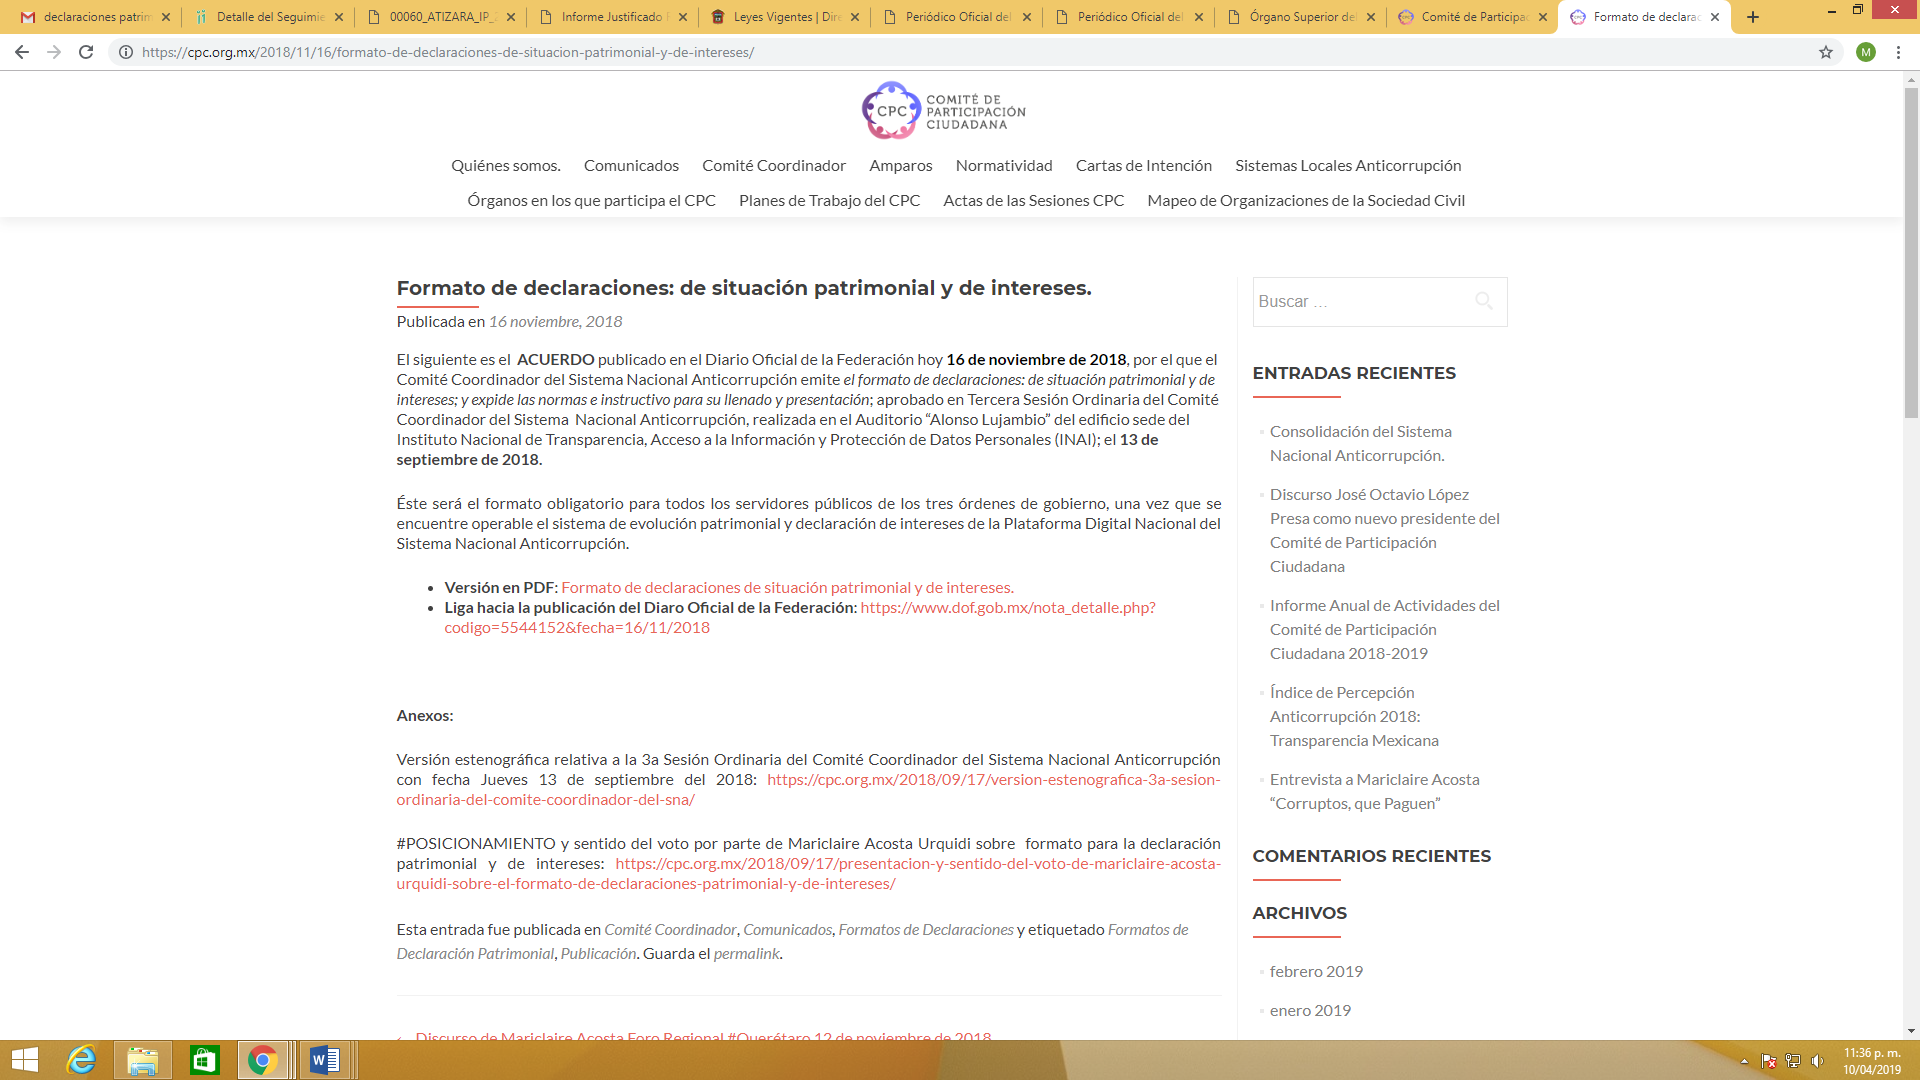 declaraciones patrim
Detalle del Seguimie
00060_ATIZARA_IP_2
Informe Justificado
Leyes Vigentes | Dire
Periódico Oficial del
Periódico Oficial del
Órgano Superior de
Comité de Participac
Formato de declarac
https://cpc.org.mx/2018/11/16/formato-de-declaraciones-de-situacion-patrimonial-y-de-intereses/
M
CPC
COMITÉ DE
PARTICIPACIÓN
CIUDADANA
Quiénes somos. Comunicados Comité Coordinador Amparos Normatividad Cartas de Intención Sistemas Locales Anticorrupción
Órganos en los que participa el CPC Planes de Trabajo del CPC Actas de las Sesiones CPC Mapeo de Organizaciones de la Sociedad Civil
Formato de declaraciones: de situación patrimonial y de intereses.
Publicada en 16 noviembre, 2018
El siguiente es el ACUERDO publicado en el Diario Oficial de la Federación hoy 16 de noviembre de 2018, por el que el
Comité Coordinador del Sistema Nacional Anticorrupción emite el formato de declaraciones: de situación patrimonial y de
intereses; y expide las normas e instructivo para su llenado y presentación; aprobado en Tercera Sesión Ordinaria del Comité
Coordinador del Sistema Nacional Anticorrupción, realizada en el Auditorio “Alonso Lujambio” del edificio sede del
Instituto Nacional de Transparencia, Acceso a la Información y Protección de Datos Personales (INAI); el 13 de
septiembre de 2018.
Éste será el formato obligatorio para todos los servidores públicos de los tres órdenes de gobierno, una vez que se
encuentre operable el sistema de evolución patrimonial y declaración de intereses de la Plataforma Digital Nacional del
Sistema Nacional Anticorrupción.
• Versión en PDF: Formato de declaraciones de situación patrimonial y de intereses.
• Liga hacia la publicación del Diaro Oficial de la Federación: https://www.dof.gob.mx/nota_detalle.php?
codigo=5544152&fecha=16/11/2018
Anexos:
Versión estenográfica relativa a la 3a Sesión Ordinaria del Comité Coordinador del Sistema Nacional Anticorrupción
con fecha Jueves 13 de septiembre del 2018: https://cpc.org.mx/2018/09/17/version-estenografica-3a-sesion-
ordinaria-del-comite-coordinador-del-sna/
#POSICIONAMIENTO y sentido del voto por parte de Mariclaire Acosta Urquidi sobre formato para la declaración
patrimonial y de intereses: https://cpc.org.mx/2018/09/17/presentacion-y-sentido-del-voto-de-mariclaire-acosta-
urquidi-sobre-el-formato-de-declaraciones-patrimonial-y-de-intereses/
Esta entrada fue publicada en Comité Coordinador, Comunicados, Formatos de Declaraciones y etiquetado Formatos de
Declaración Patrimonial, Publicación. Guarda el permalink.
← Discurso de Mariclaire Acosta Foro Regional #Querétaro 12 de noviembre de 2018
Buscar …
ENTRADAS RECIENTES
Consolidación del Sistema
Nacional Anticorrupción.
Discurso José Octavio López
Presa como nuevo presidente del
Comité de Participación
Ciudadana
Informe Anual de Actividades del
Comité de Participación
Ciudadana 2018-2019
Índice de Percepción
Anticorrupción 2018:
Transparencia Mexicana
Entrevista a Mariclaire Acosta
“Corruptos, que Paguen”
COMENTARIOS RECIENTES
ARCHIVOS
febrero 2019
enero 2019
11:36 p. m.
10/04/2019